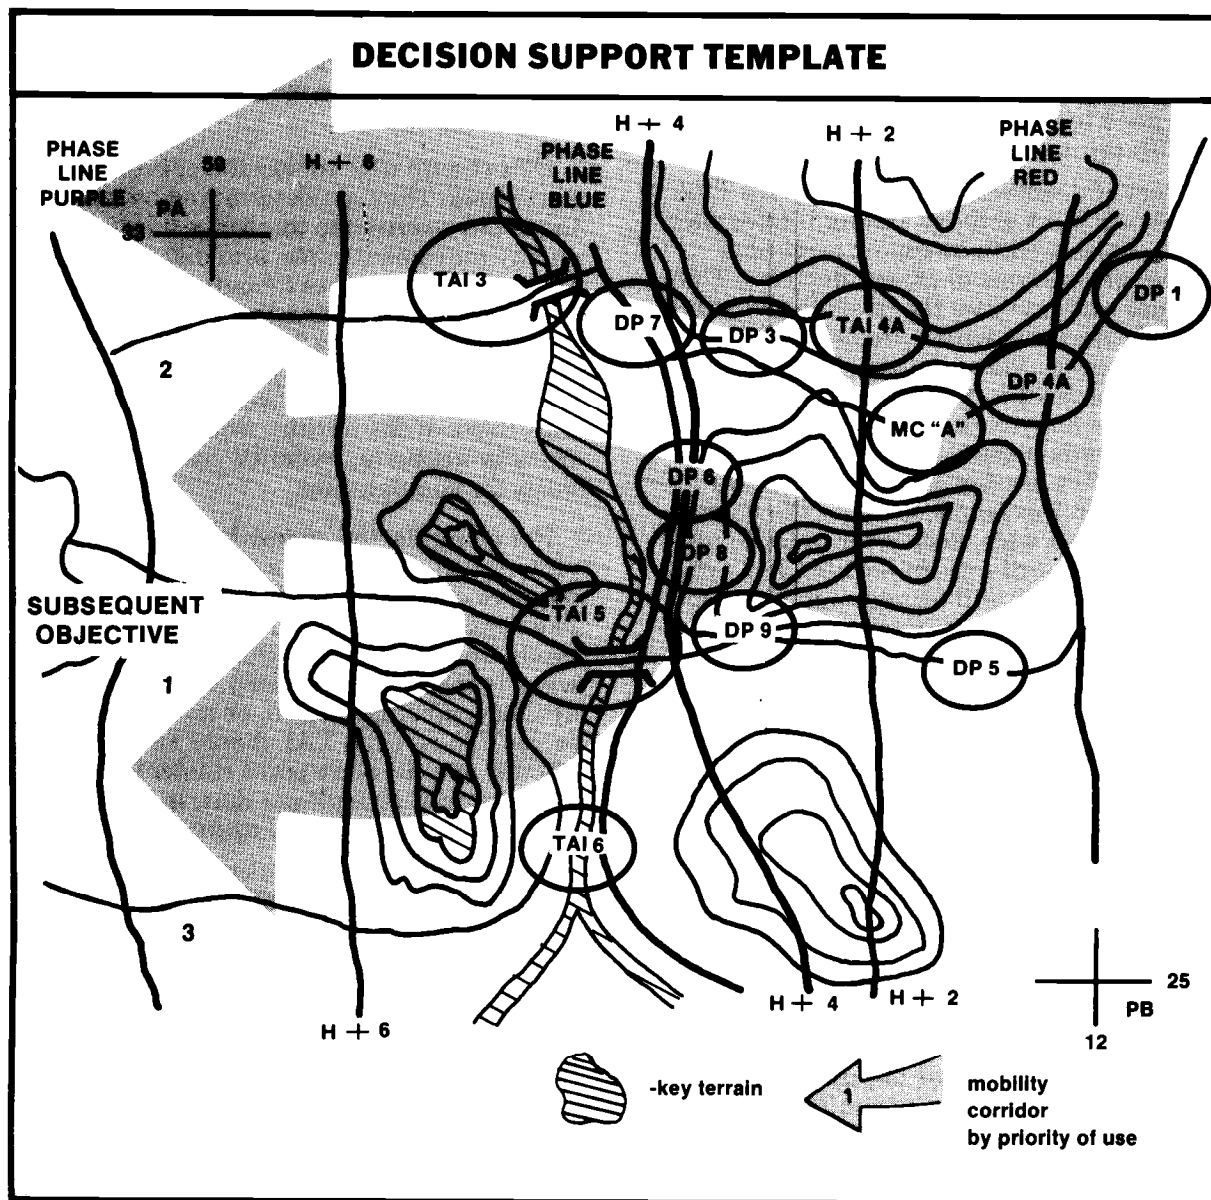 DECISION SUPPORT TEMPLATE
PHASE
LINE
PURPLE
59
PA
33
H + 6
PHASE
LINE
BLUE
H + 4
H + 2
PHASE
LINE
RED
TAI 3
DP 7
DP 3
TAI 4A
DP 1
DP 4A
MC "A"
2
DP 6
DP 8
TAI 5
DP 9
DP 5
SUBSEQUENT
OBJECTIVE
1
TAI 6
3
H + 6
H + 4
H + 2
25
PB
12
-key terrain
1
mobility
corridor
by priority of use